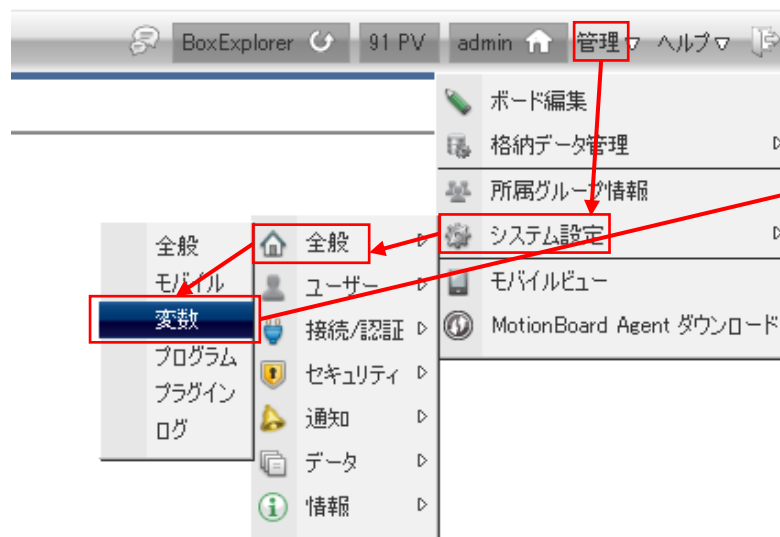 BoxExplorer 91 PV admin 管理 ヘルプ
ボード編集
格納データ管理
所属グループ情報
システム設定
モバイルビュー
MotionBoard Agent ダウンロード
全般
ユーザー
接続/認証
セキュリティ
通知
データ
情報
全般
モバイル
変数
プログラム
プラグイン
ログ